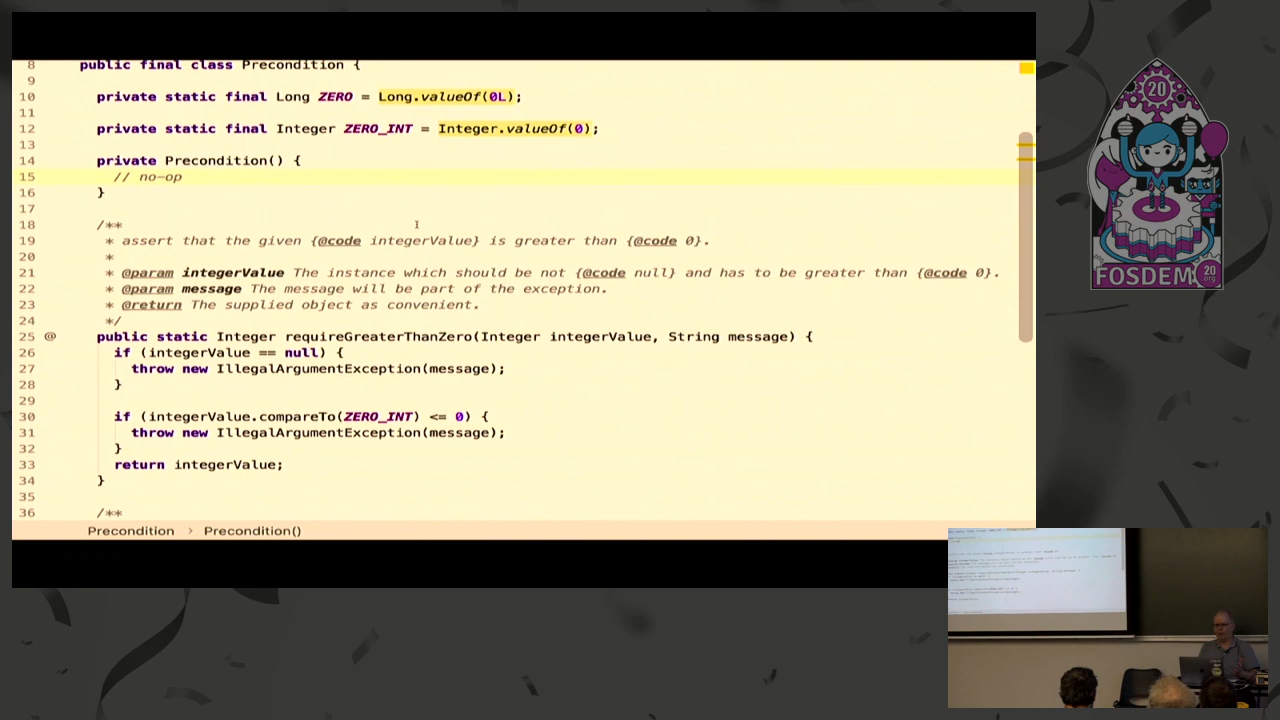 8 public final class Precondition {
9
10 private static final Long ZERO = Long.valueOf(0L);
11
12 private static final Integer ZERO_INT = Integer.valueOf(0);
13
14 private Precondition() {
15 // no-op
16 }
17
18 /**
19 * assert that the given {@code integerValue} is greater than {@code 0}.
20 *
21 * @param integerValue The instance which should be not {@code null} and has to be greater than {@code 0}.
22 * @param message The message will be part of the exception.
23 * @return The supplied object as convenient.
24 */
25 @ public static Integer requireGreaterThanZero(Integer integerValue, String message) {
26 if (integerValue == null) {
27 throw new IllegalArgumentException(message);
28 }
29
30 if (integerValue.compareTo(ZERO_INT) <= 0) {
31 throw new IllegalArgumentException(message);
32 }
33 return integerValue;
34 }
35
36 /**
Precondition > Precondition()
20
FOSDEM 20
.org